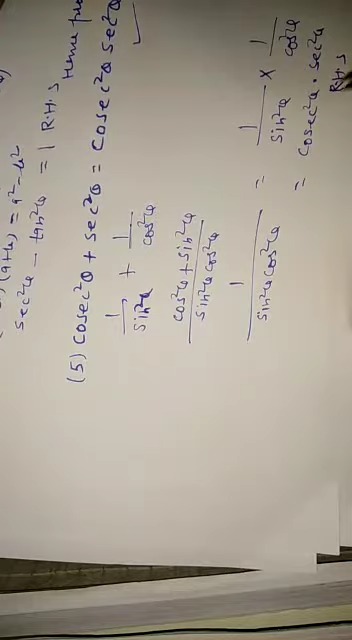 (a+b) = a² - b²
sec²θ - tan²θ = 1 R.H.S Hence
(5) cosec²θ + sec²θ = cosec²θ sec²θ
1/sin²θ + 1/cos²θ
cos²θ + sin²θ / sin²θ cos²θ
1/sin²θ cos²θ = 1/sin²θ × 1/cos²θ
= cosec²θ · sec²θ
R.H.S